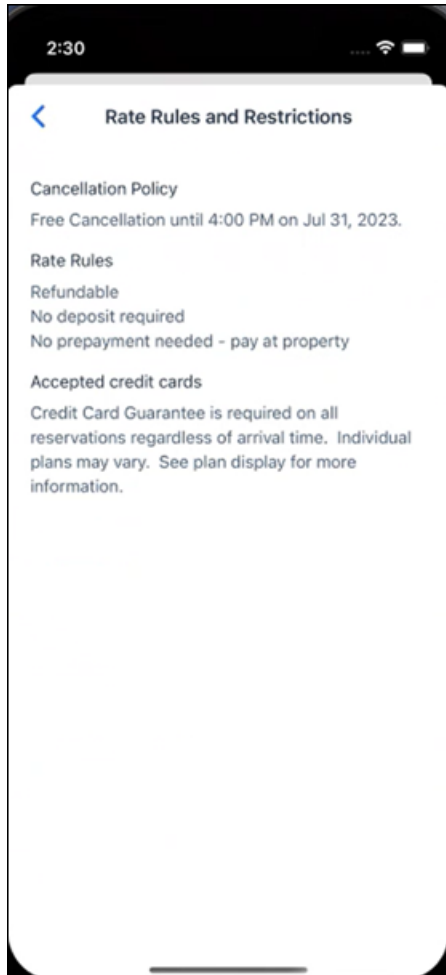 2:30
Rate Rules and Restrictions
Cancellation Policy
Free Cancellation until 4:00 PM on Jul 31, 2023.
Rate Rules
Refundable
No deposit required
No prepayment needed - pay at property
Accepted credit cards
Credit Card Guarantee is required on all
reservations regardless of arrival time.  Individual
plans may vary.  See plan display for more
information.